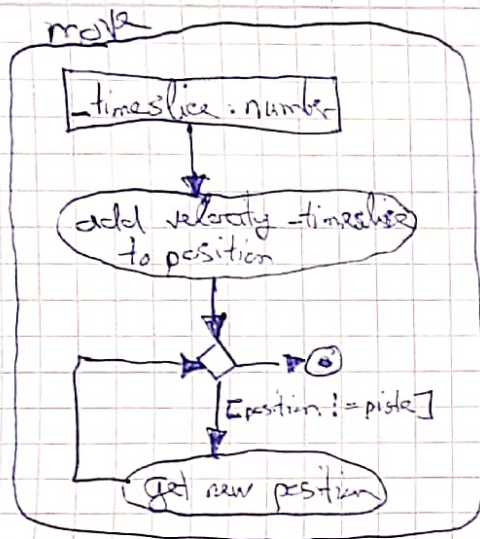 move
_timeslice : number
add velocity _timeslice
to position
[position != piste]
get new position